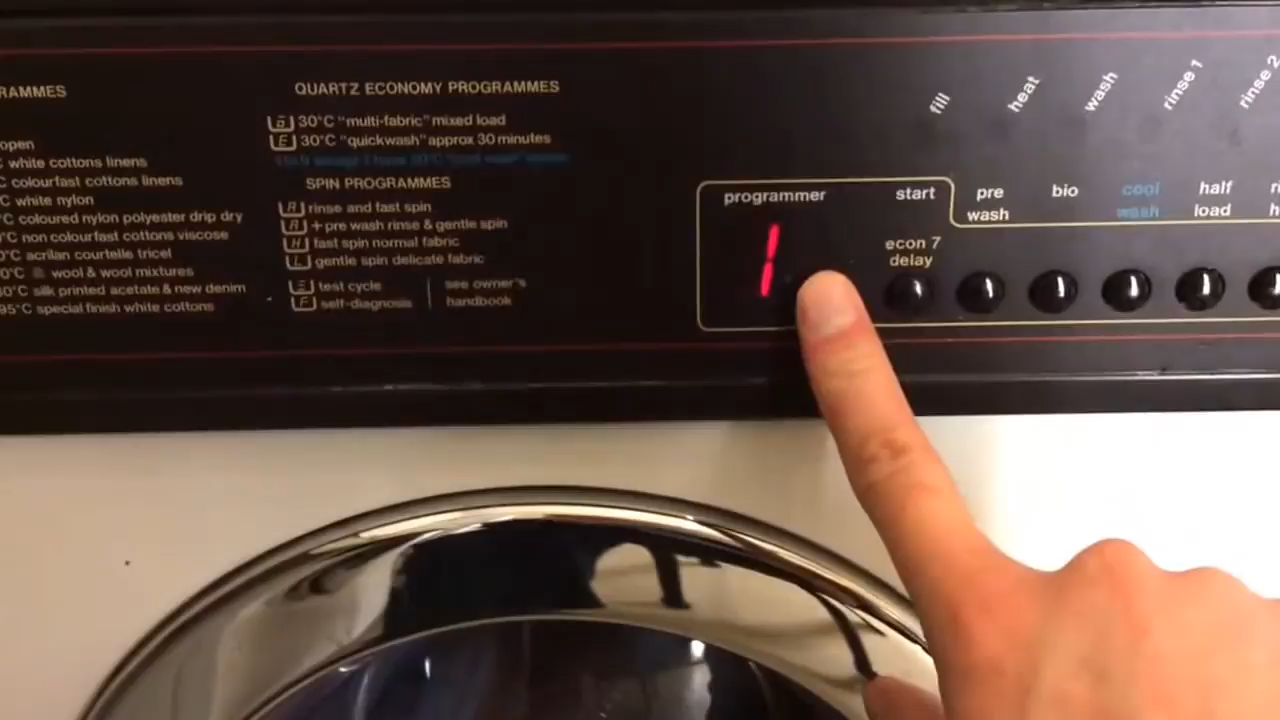 RAMMES
open
C white cottons linens
C colourfast cottons linens
C white nylon
°C coloured nylon polyester drip dry
°C non colourfast cottons viscose
0°C acrilan courtelle tricel
0°C wool & wool mixtures
0°C silk printed acetate & new denim
95°C special finish white cottons
QUARTZ ECONOMY PROGRAMMES
30°C "multi-fabric" mixed load
E 30°C "quickwash" approx 30 minutes
SPIN PROGRAMMES
A rinse and fast spin
A + pre wash rinse & gentle spin
H fast spin normal fabric
L gentle spin delicate fabric
test cycle
F self-diagnosis
see owner's
handbook
programmer
1
start
econ 7
delay
fill
heat
wash
rinse 1
rinse 2
pre
wash
bio
cool
wash
half
load